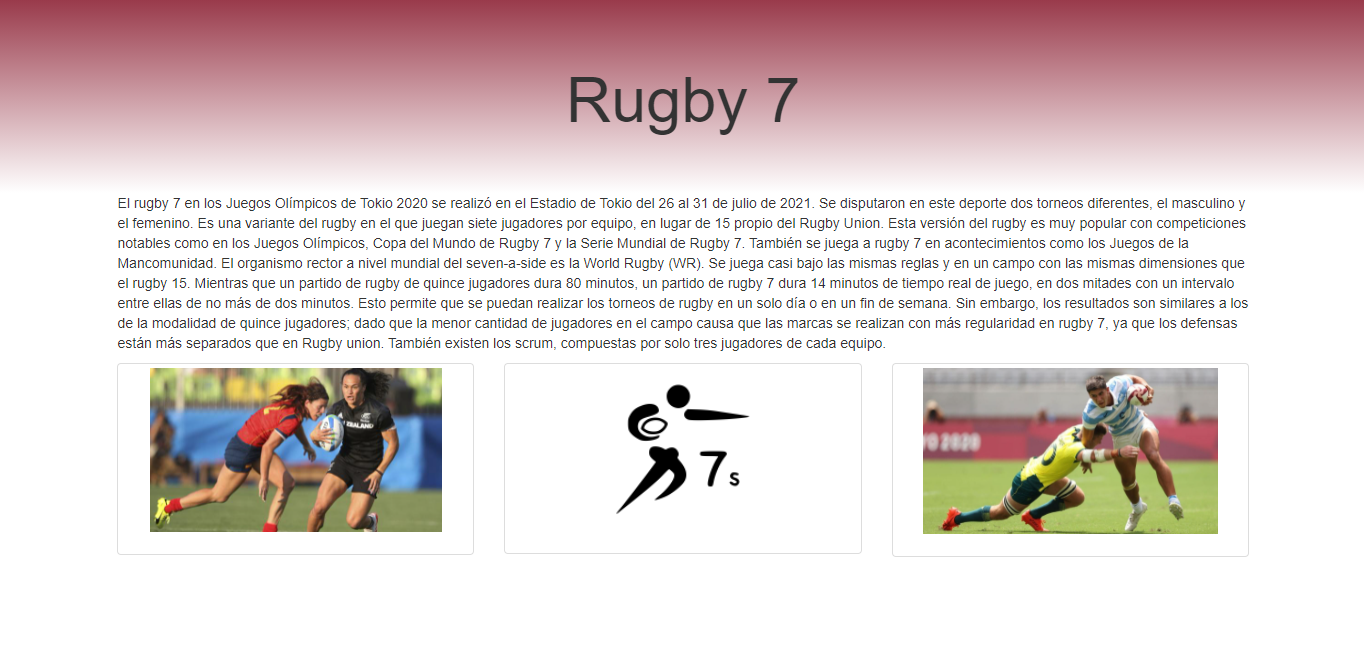 Rugby 7
El rugby 7 en los Juegos Olímpicos de Tokio 2020 se realizó en el Estadio de Tokio del 26 al 31 de julio de 2021. Se disputaron en este deporte dos torneos diferentes, el masculino y
el femenino. Es una variante del rugby en el que juegan siete jugadores por equipo, en lugar de 15 propio del Rugby Union. Esta versión del rugby es muy popular con competiciones
notables como en los Juegos Olímpicos, Copa del Mundo de Rugby 7 y la Serie Mundial de Rugby 7. También se juega a rugby 7 en acontecimientos como los Juegos de la
Mancomunidad. El organismo rector a nivel mundial del seven-a-side es la World Rugby (WR). Se juega casi bajo las mismas reglas y en un campo con las mismas dimensiones que
el rugby 15. Mientras que un partido de rugby de quince jugadores dura 80 minutos, un partido de rugby 7 dura 14 minutos de tiempo real de juego, en dos mitades con un intervalo
entre ellas de no más de dos minutos. Esto permite que se puedan realizar los torneos de rugby en un solo día o en un fin de semana. Sin embargo, los resultados son similares a los
de la modalidad de quince jugadores; dado que la menor cantidad de jugadores en el campo causa que las marcas se realizan con más regularidad en rugby 7, ya que los defensas
están más separados que en Rugby union. También existen los scrum, compuestas por solo tres jugadores de cada equipo.
7s
2020